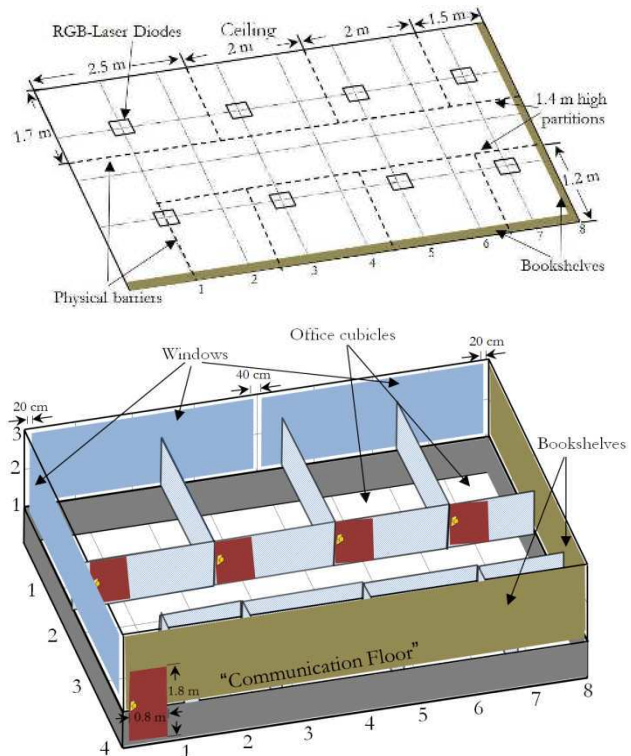 RGB-Laser Diodes
Ceiling
2.5 m
2 m
2 m
1.5 m
1.7 m
1.4 m high
partitions
1.2 m
Physical barriers
1
2
3
4
5
6
7
8
Bookshelves
Office cubicles
Windows
20 cm
40 cm
20 cm
Bookshelves
3
2
1
1
2
3
4
"Communication Floor"
1.8 m
0.8 m
1
2
3
4
5
6
7
8